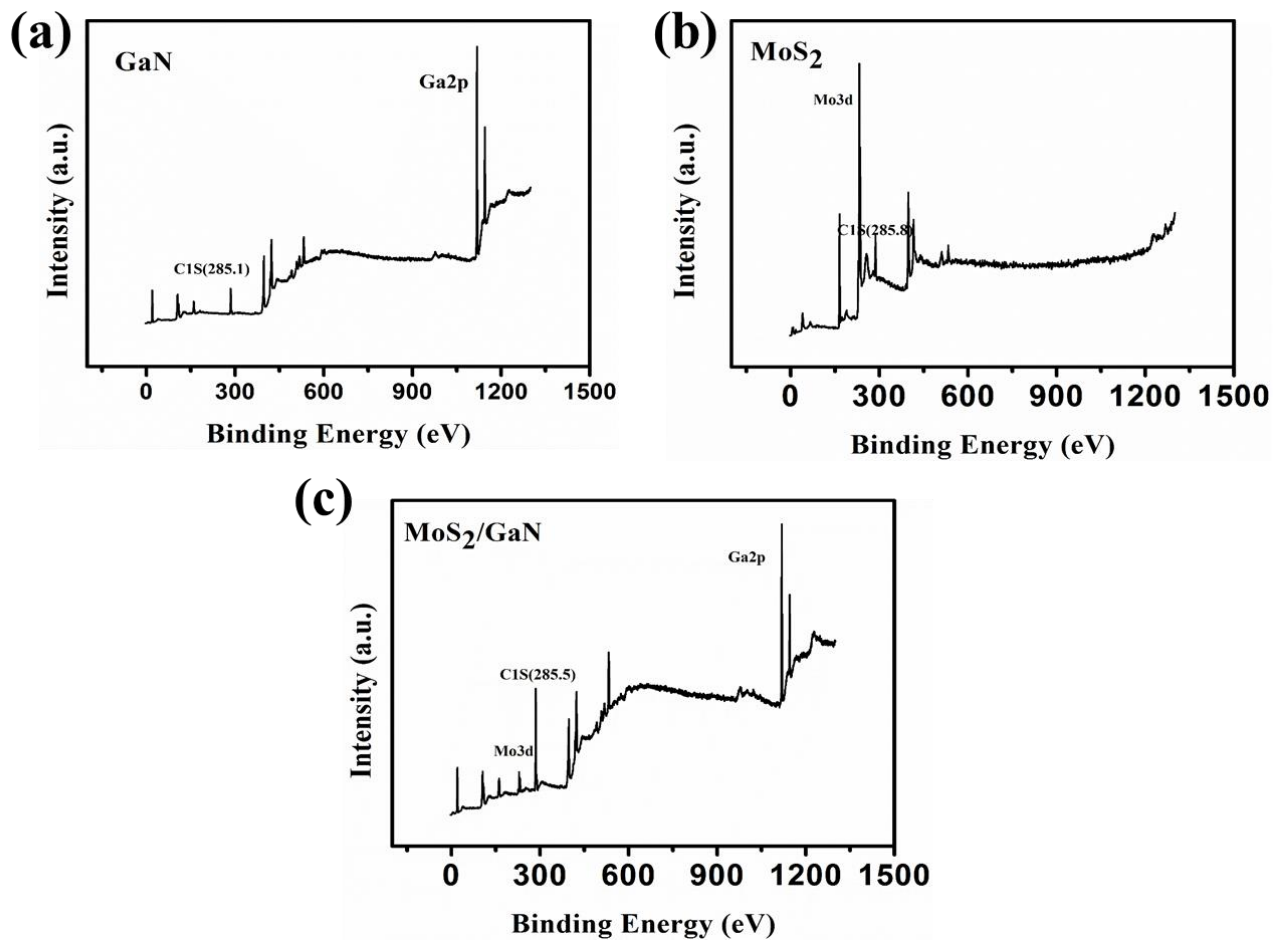 (a)
GaN
Ga2p
C1S(285.1)
Intensity (a.u.)
0 300 600 900 1200 1500
Binding Energy (eV)
(b)
MoS2
Mo3d
C1S(285.8)
Intensity (a.u.)
0 300 600 900 1200 1500
Binding Energy (eV)
(c)
MoS2/GaN
Ga2p
C1S(285.5)
Mo3d
Intensity (a.u.)
0 300 600 900 1200 1500
Binding Energy (eV)